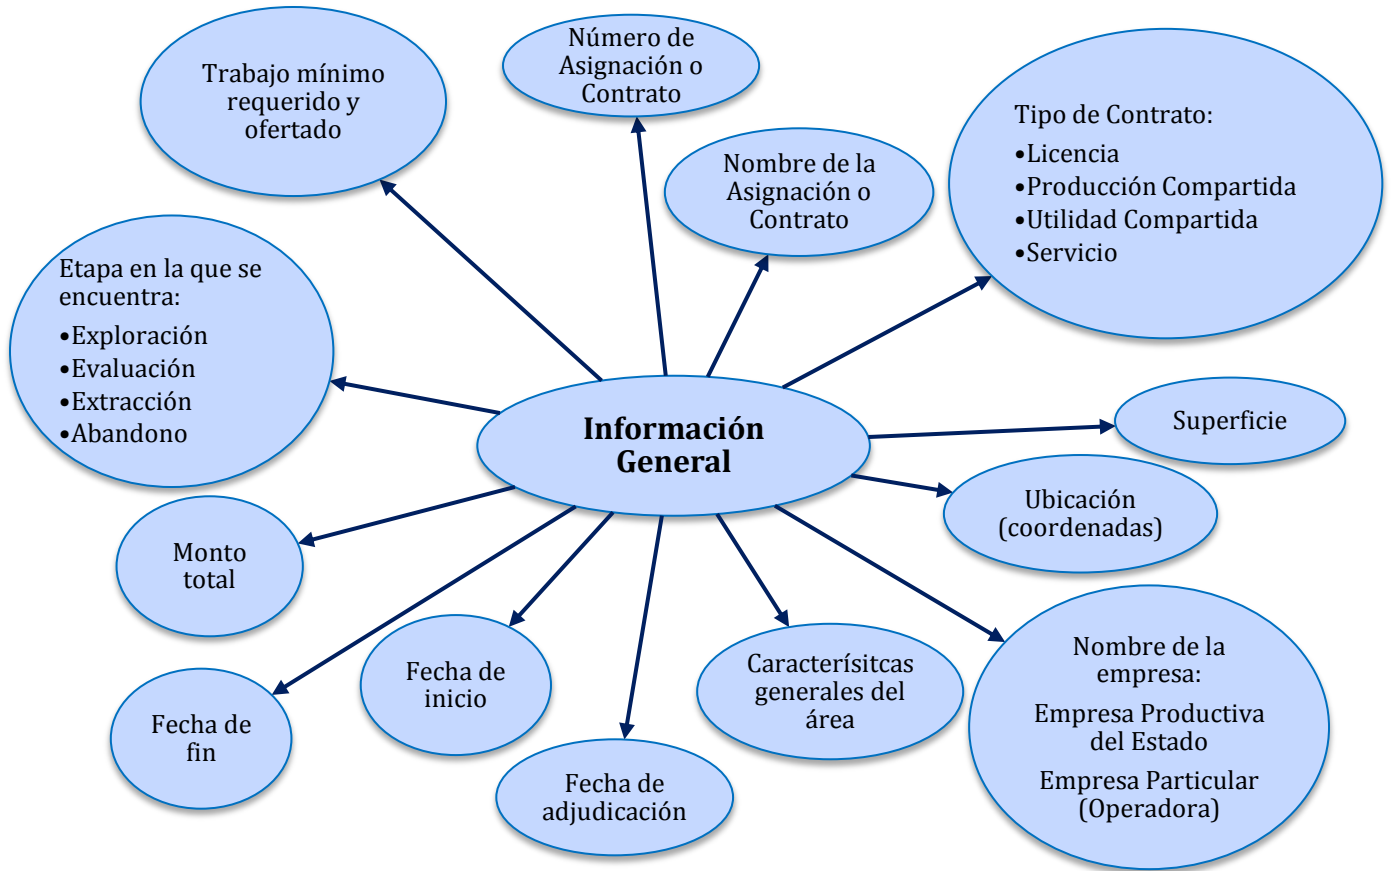 Número de
Asignación o
Contrato
Trabajo mínimo
requerido y
ofertado
Tipo de Contrato:
•Licencia
•Producción Compartida
•Utilidad Compartida
•Servicio
Nombre de la
Asignación o
Contrato
Etapa en la que se
encuentra:
•Exploración
•Evaluación
•Extracción
•Abandono
Información
General
Superficie
Ubicación
(coordenadas)
Monto
total
Nombre de la
empresa:
Empresa Productiva
del Estado
Empresa Particular
(Operadora)
Caracterísitcas
generales del
área
Fecha de
inicio
Fecha de
fin
Fecha de
adjudicación